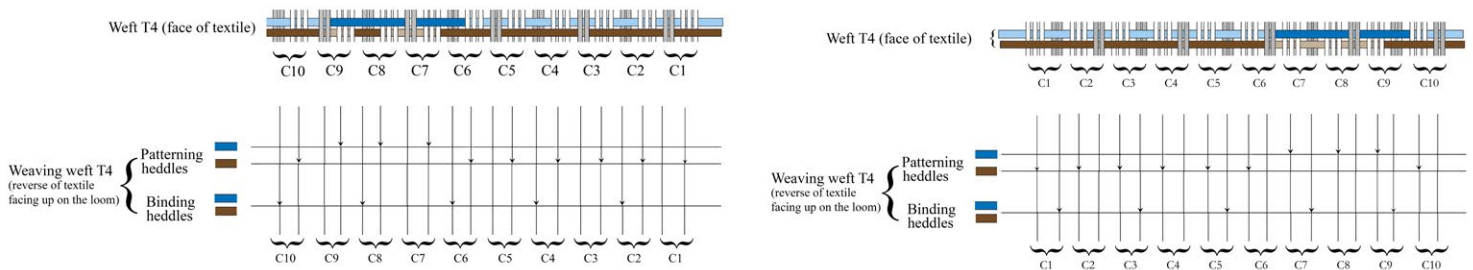 Weft T4 (face of textile)
C10 C9 C8 C7 C6 C5 C4 C3 C2 C1
Weaving weft T4
(reverse of textile
facing up on the loom)
Patterning
heddles
Binding
heddles
C10 C9 C8 C7 C6 C5 C4 C3 C2 C1
Weft T4 (face of textile)
C1 C2 C3 C4 C5 C6 C7 C8 C9 C10
Weaving weft T4
(reverse of textile
facing up on the loom)
Patterning
heddles
Binding
heddles
C1 C2 C3 C4 C5 C6 C7 C8 C9 C10